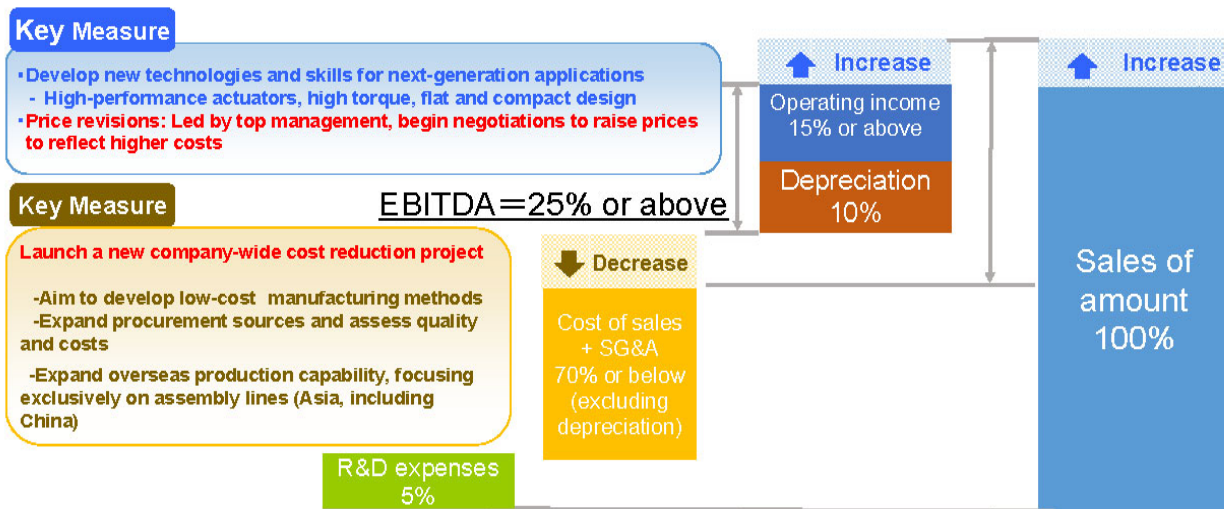 Key Measure
・Develop new technologies and skills for next-generation applications
- High-performance actuators, high torque, flat and compact design
・Price revisions: Led by top management, begin negotiations to raise prices
to reflect higher costs
Key Measure
Launch a new company-wide cost reduction project
-Aim to develop low-cost manufacturing methods
-Expand procurement sources and assess quality
and costs
-Expand overseas production capability, focusing
exclusively on assembly lines (Asia, including
China)
R&D expenses
5%
EBITDA＝25% or above
Decrease
Cost of sales
+ SG&A
70% or below
(excluding
depreciation)
Increase
Operating income
15% or above
Depreciation
10%
Increase
Sales of
amount
100%